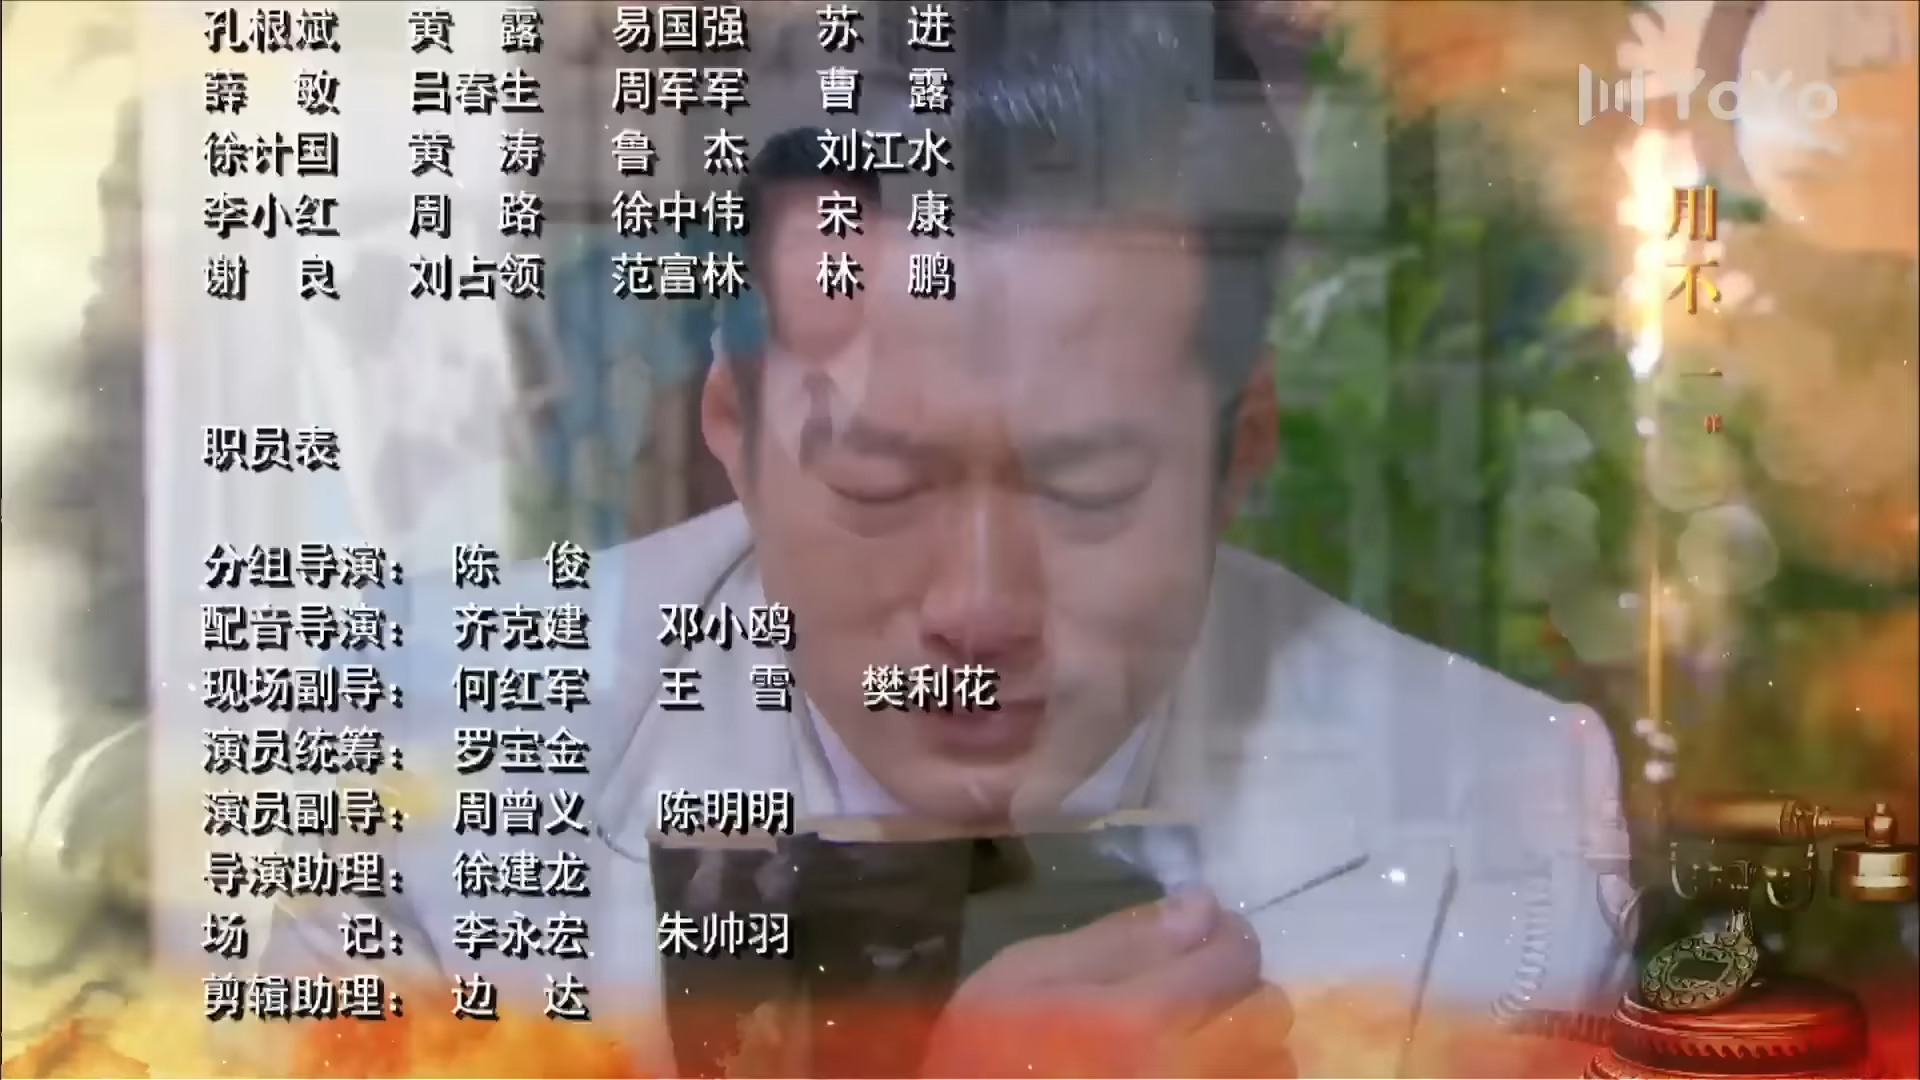 孔根斌 黄 露 易国强 苏 进
薛 敏 吕春生 周军军 曹 露
徐计国 黄 涛 鲁 杰 刘江水
李小红 周 路 徐中伟 宋 康
谢 良 刘占领 范富林 林 鹏
职员表
分组导演: 陈 俊
配音导演: 齐克建 邓小鸥
现场副导: 何红军 王 雪 樊利花
演员统筹: 罗宝金
演员副导: 周曾义 陈明明
导演助理: 徐建龙
场 记: 李永宏 朱帅羽
剪辑助理: 边 达
YoYo
用不一样